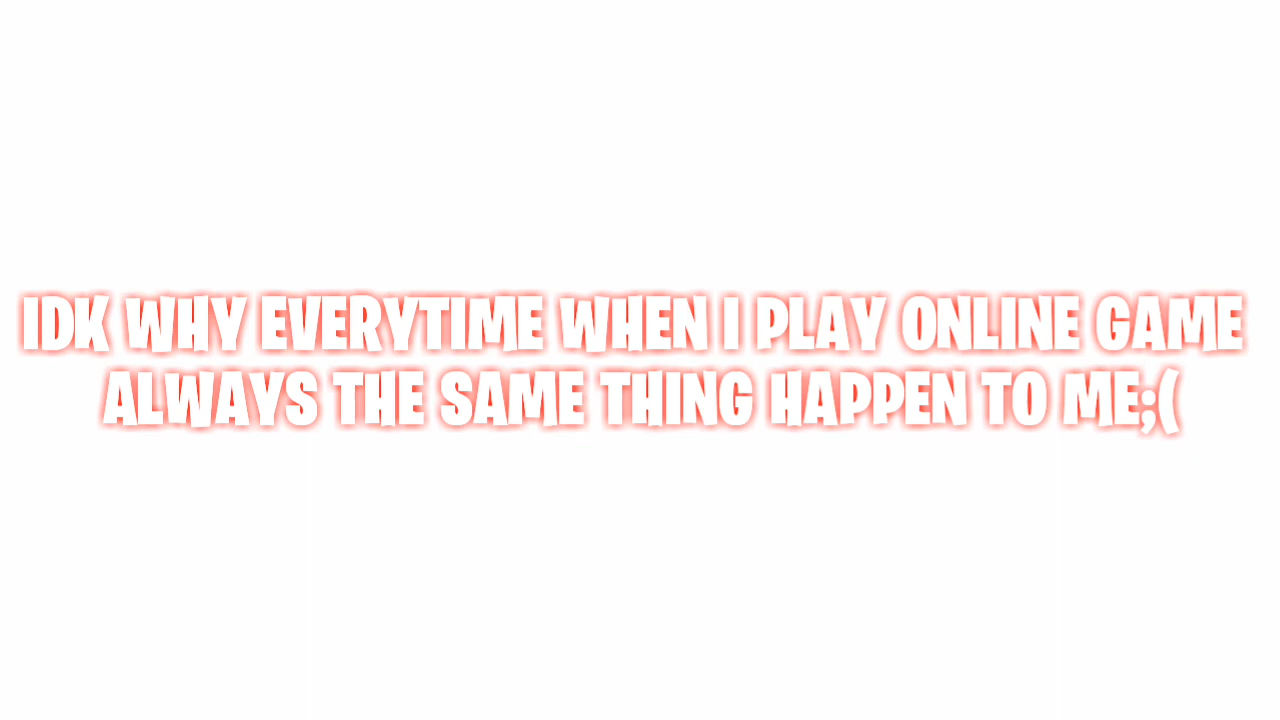 IDK WHY EVERYTIME WHEN I PLAY ONLINE GAME
ALWAYS THE SAME THING HAPPEN TO ME;(